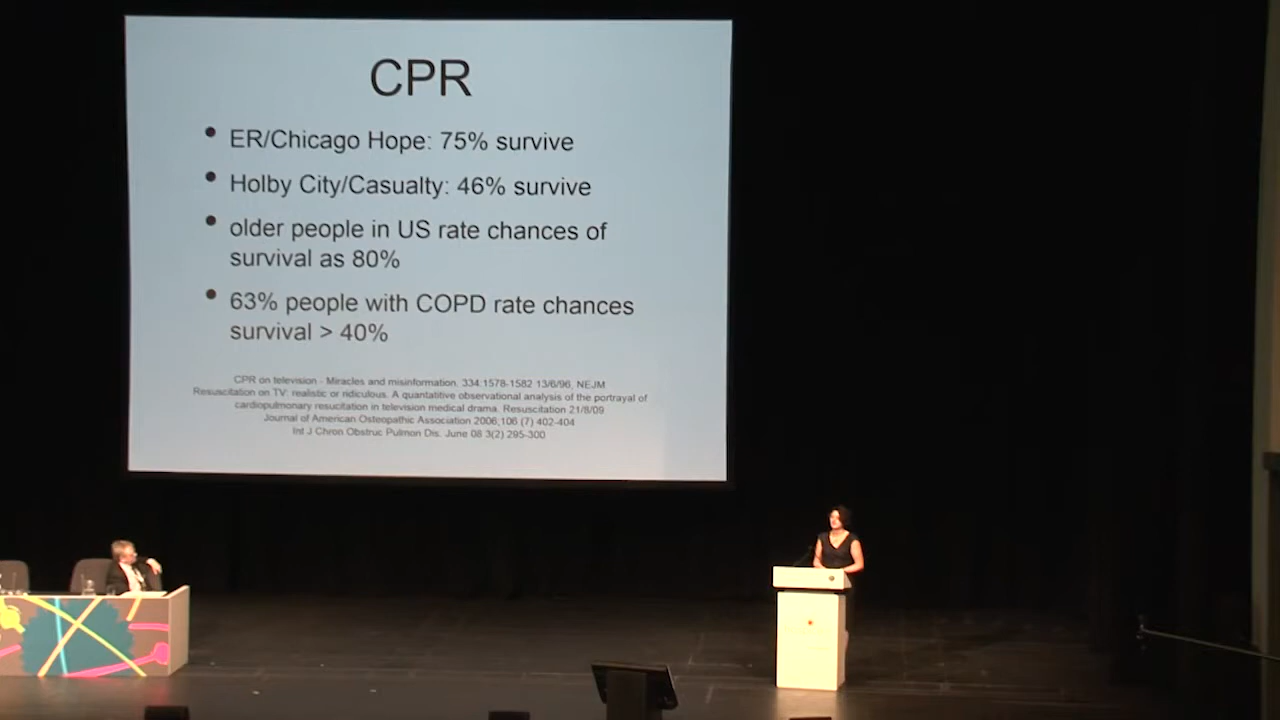 CPR
• ER/Chicago Hope: 75% survive
• Holby City/Casualty: 46% survive
• older people in US rate chances of
survival as 80%
• 63% people with COPD rate chances
survival > 40%
CPR on television - Miracles and misinformation. 334:1578-1582 13/6/96, NEJM
Resuscitation on TV: realistic or ridiculous. A quantatitive observational analysis of the portrayal of
cardiopulmonary resucitation in television medical drama. Resuscitation 21/8/09
Journal of American Osteopathic Association 2006;106 (7) 402-404
Int J Chron Obstruc Pulmon Dis. June 08 3(2) 295-300